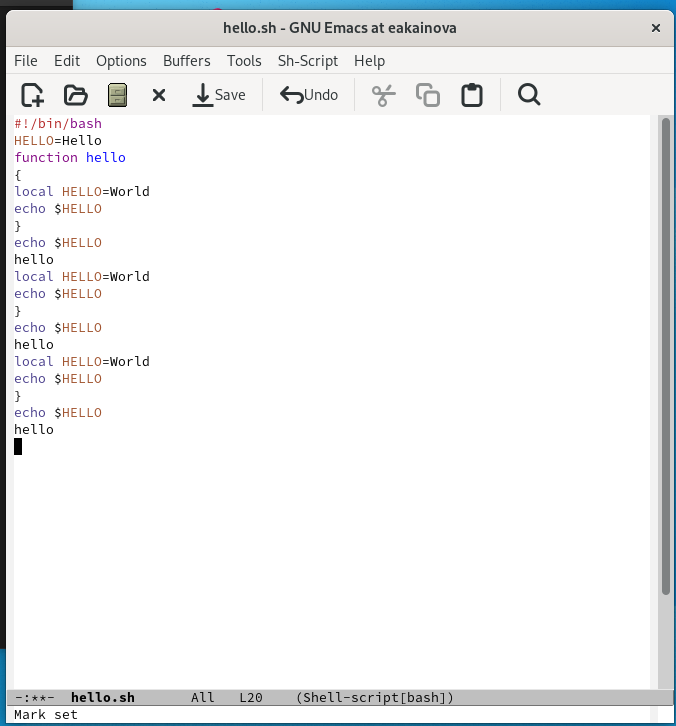 hello.sh - GNU Emacs at eakainova
File Edit Options Buffers Tools Sh-Script Help
Save Undo
#!/bin/bash
HELLO=Hello
function hello
{
local HELLO=World
echo $HELLO
}
echo $HELLO
hello
local HELLO=World
echo $HELLO
}
echo $HELLO
hello
local HELLO=World
echo $HELLO
}
echo $HELLO
hello
-:**- hello.sh All L20 (Shell-script[bash])
Mark set